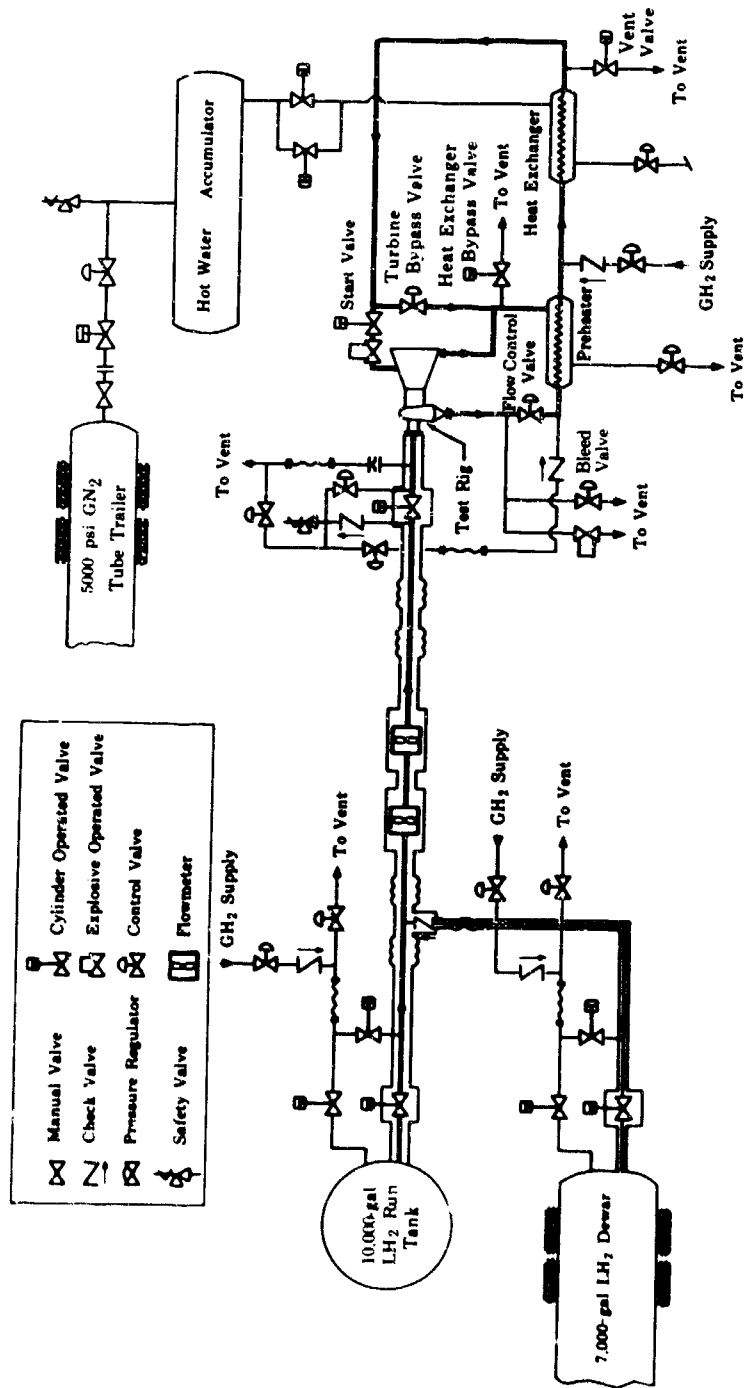 Manual Valve
Check Valve
Pressure Regulator
Safety Valve
Cylinder Operated Valve
Explosive Operated Valve
Control Valve
Flowmeter
5000 psi GN2
Tube Trailer
Hot Water Accumulator
To Vent
Start Valve
Turbine
Bypass Valve
Heat Exchanger
Bypass Valve
To Vent
Heat Exchanger
Vent
Valve
To Vent
GH2 Supply
Preheater
Flow Control
Valve
To Vent
Test Rig
Bleed
Valve
To Vent
To Vent
GH2 Supply
To Vent
10,000-gal
LH2 Run
Tank
GH2 Supply
To Vent
7,000-gal LH2 Dewar